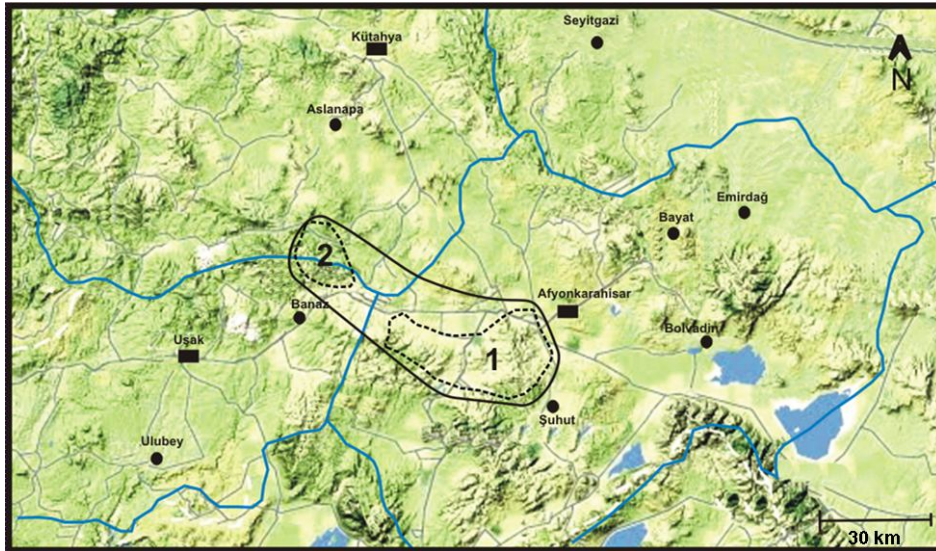 Seyitgazi
Kütahya
N
Aslanapa
Emirdağ
Bayat
2
Afyonkarahisar
Banaz
Bolvadin
Uşak
1
Şuhut
Ulubey
30 km